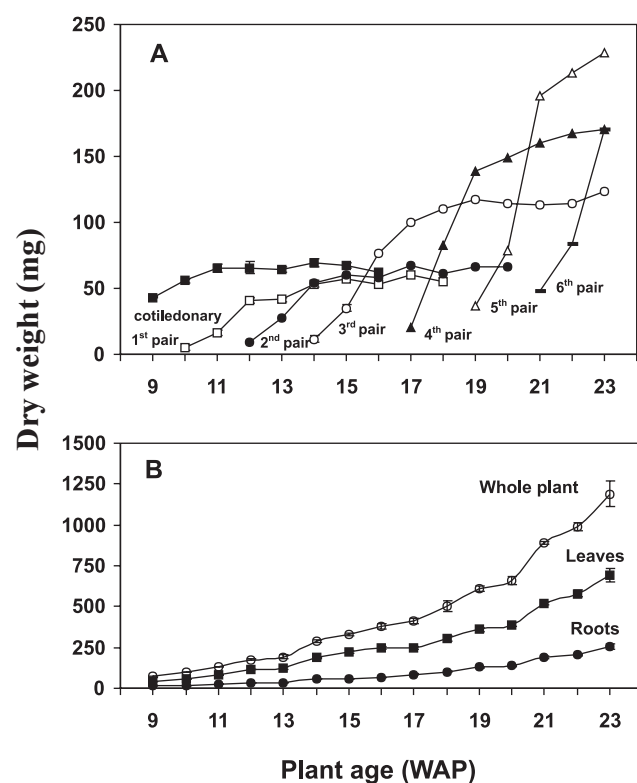 A
Dry weight (mg)
300
250
200
150
100
50
0
cotiledonary
1st pair
2nd pair
3rd pair
4th pair
5th pair
6th pair
9 11 13 15 17 19 21 23
B
1500
1250
1000
750
500
250
0
Whole plant
Leaves
Roots
9 11 13 15 17 19 21 23
Plant age (WAP)